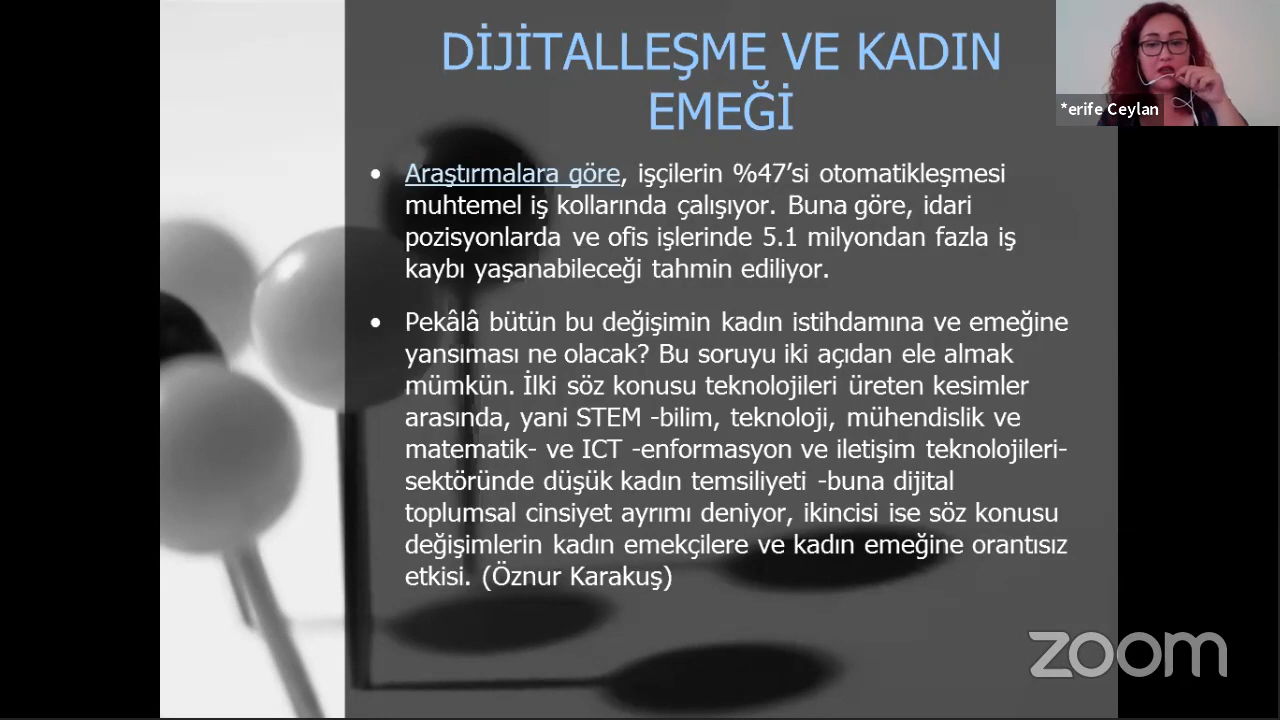 DİJİTALLEŞME VE KADIN
EMEĞİ
*erife Ceylan
• Araştırmalara göre, işçilerin %47’si otomatikleşmesi
muhtemel iş kollarında çalışıyor. Buna göre, idari
pozisyonlarda ve ofis işlerinde 5.1 milyondan fazla iş
kaybı yaşanabileceği tahmin ediliyor.
• Pekâlâ bütün bu değişimin kadın istihdamına ve emeğine
yansıması ne olacak? Bu soruyu iki açıdan ele almak
mümkün. İlki söz konusu teknolojileri üreten kesimler
arasında, yani STEM -bilim, teknoloji, mühendislik ve
matematik- ve ICT -enformasyon ve iletişim teknolojileri-
sektöründe düşük kadın temsiliyeti -buna dijital
toplumsal cinsiyet ayrımı deniyor, ikincisi ise söz konusu
değişimlerin kadın emekçilere ve kadın emeğine orantısız
etkisi. (Öznur Karakuş)
zoom